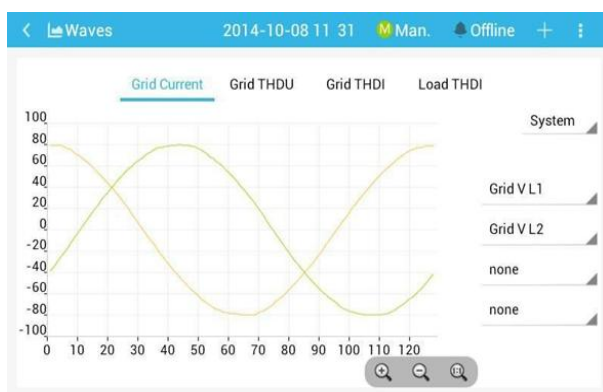 Waves 2014-10-08 11 31 M Man. Offline
Grid Current Grid THDU Grid THDI Load THDI
System
Grid V L1
Grid V L2
none
none
100
80
60
40
20
0
-20
-40
-60
-80
-100
0 10 20 30 40 50 60 70 80 90 100 110 120